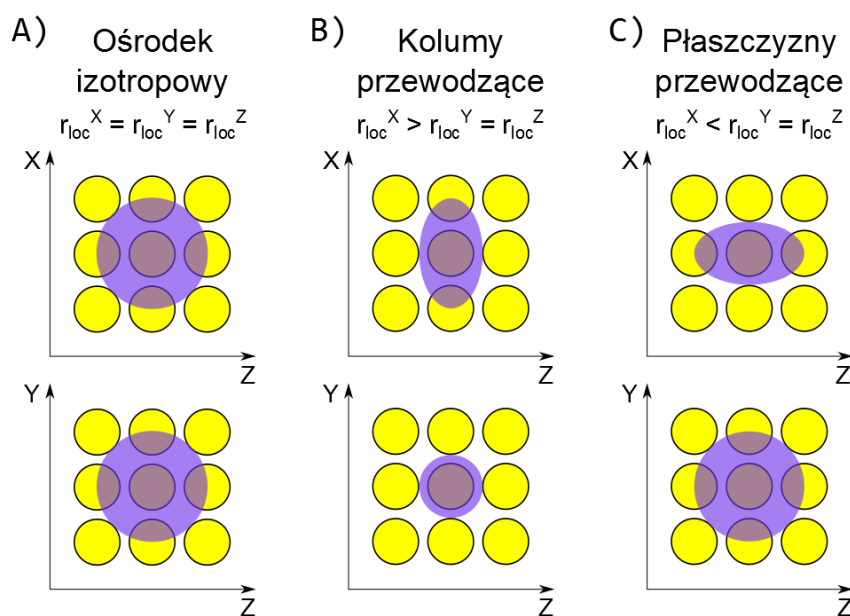 A)
Ośrodek
izotropowy
r_loc^X = r_loc^Y = r_loc^Z
X
Z
Y
Z
B)
Kolumy
przewodzące
r_loc^X > r_loc^Y = r_loc^Z
X
Z
Y
Z
C)
Płaszczyzny
przewodzące
r_loc^X < r_loc^Y = r_loc^Z
X
Z
Y
Z